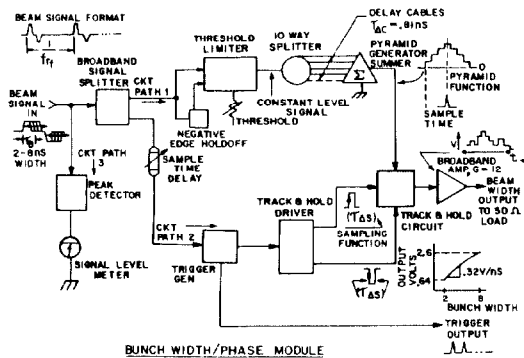 BEAM SIGNAL FORMAT
1
frf
BEAM
SIGNAL
IN
2-8nS
WIDTH
BROADBAND
SIGNAL
SPLITTER
CKT
PATH 1
CKT PATH
3
THRESHOLD
LIMITER
10 WAY
SPLITTER
DELAY CABLES
PYRAMID
GENERATOR
SUMMER
Σ
CONSTANT LEVEL
SIGNAL
THRESHOLD
NEGATIVE
EDGE HOLDOFF
SAMPLE
TIME
DELAY
O
PYRAMID
FUNCTION
SAMPLE
TIME
V
t
BROADBAND
AMP, G=12
BEAM
WIDTH
OUTPUT
TO 50 Ω
LOAD
TRACK & HOLD
CIRCUIT
PEAK
DETECTOR
SIGNAL LEVEL
METER
CKT
PATH 2
TRIGGER
GEN
TRACK & HOLD
DRIVER
(TΔS)
SAMPLING
FUNCTION
(TΔS)
OUTPUT
VOLTS
2.6
.64
.32V/nS
2 8
BUNCH WIDTH
TRIGGER
OUTPUT
BUNCH WIDTH/PHASE MODULE